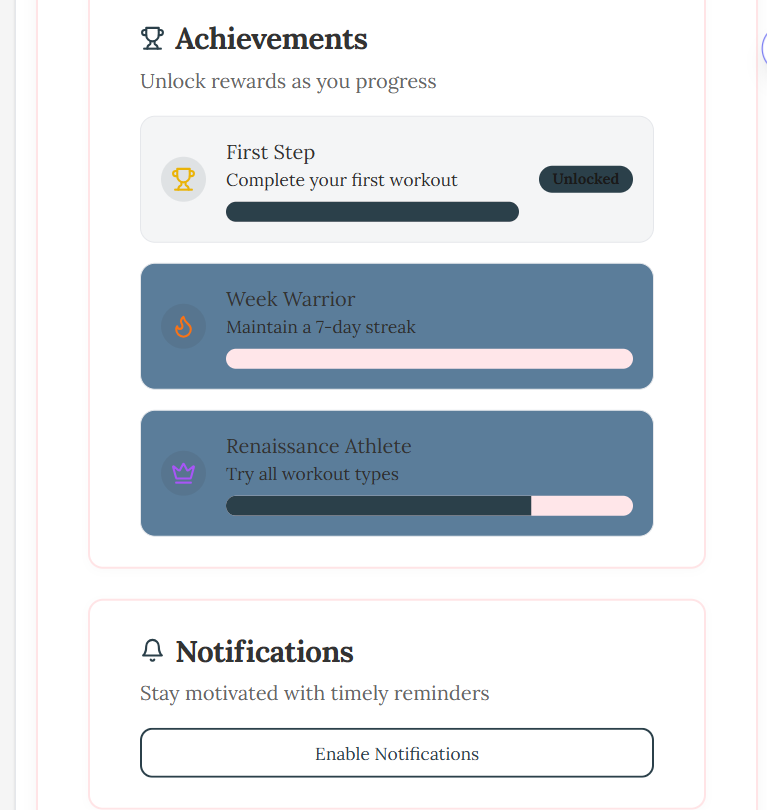 Achievements
Unlock rewards as you progress
First Step
Complete your first workout
Unlocked
Week Warrior
Maintain a 7-day streak
Renaissance Athlete
Try all workout types
Notifications
Stay motivated with timely reminders
Enable Notifications